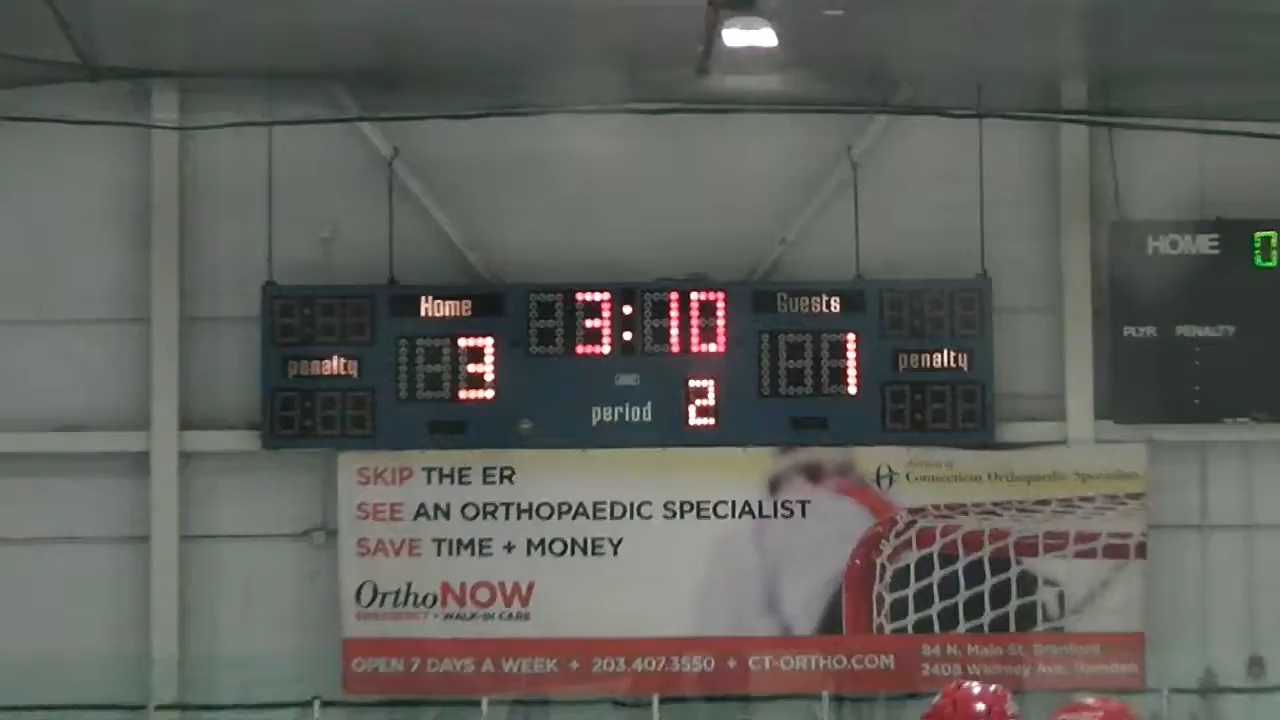 Home 3:10 Guests
penalty 3 1 penalty
period 2
HOME 0
PLYR PENALTY
SKIP THE ER
SEE AN ORTHOPAEDIC SPECIALIST
SAVE TIME + MONEY
OrthoNOW
EMERGENCY • WALK-IN CARE
Connecticut Orthopaedic Specialists
OPEN 7 DAYS A WEEK + 203.407.3550 + CT-ORTHO.COM
84 N. Main St, Branford
2408 Whitney Ave, Hamden